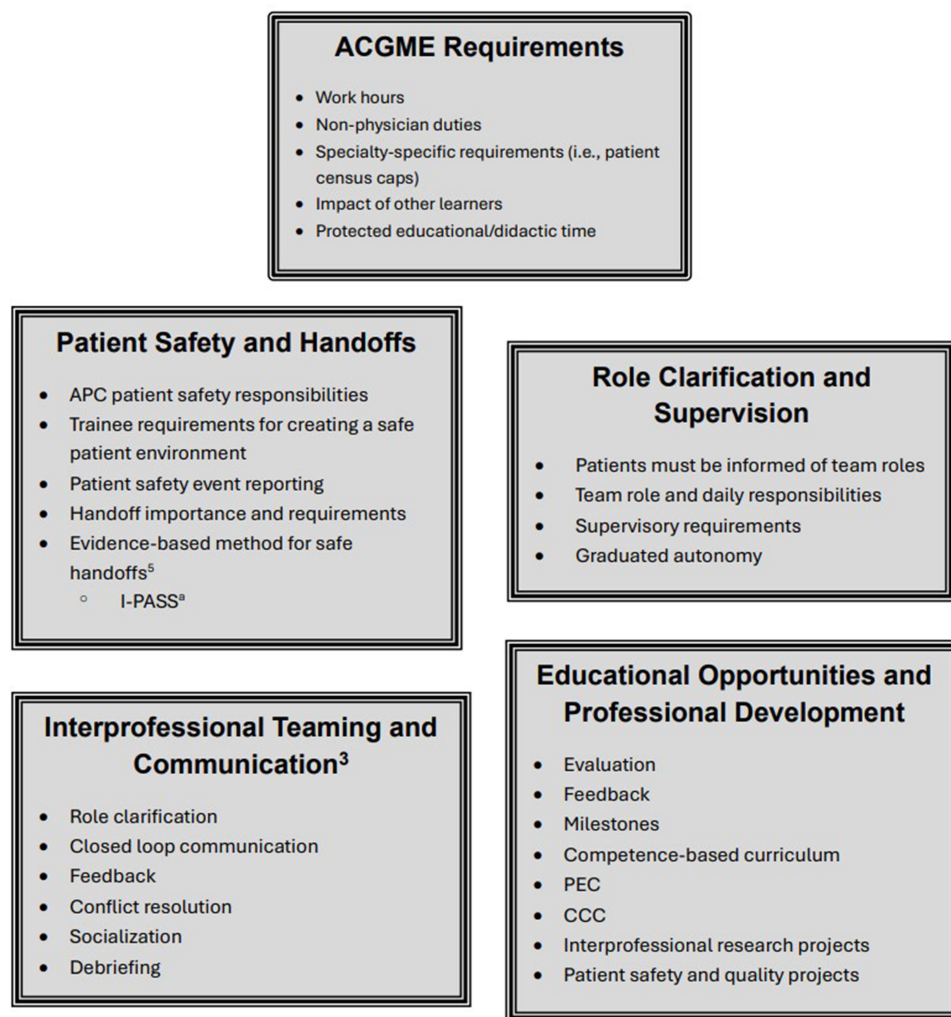 ACGME Requirements
• Work hours
• Non-physician duties
• Specialty-specific requirements (i.e., patient
census caps)
• Impact of other learners
• Protected educational/didactic time
Patient Safety and Handoffs
• APC patient safety responsibilities
• Trainee requirements for creating a safe
patient environment
• Patient safety event reporting
• Handoff importance and requirements
• Evidence-based method for safe
handoffs⁵
○ I-PASSᵃ
Role Clarification and
Supervision
• Patients must be informed of team roles
• Team role and daily responsibilities
• Supervisory requirements
• Graduated autonomy
Interprofessional Teaming and
Communication³
• Role clarification
• Closed loop communication
• Feedback
• Conflict resolution
• Socialization
• Debriefing
Educational Opportunities and
Professional Development
• Evaluation
• Feedback
• Milestones
• Competence-based curriculum
• PEC
• CCC
• Interprofessional research projects
• Patient safety and quality projects